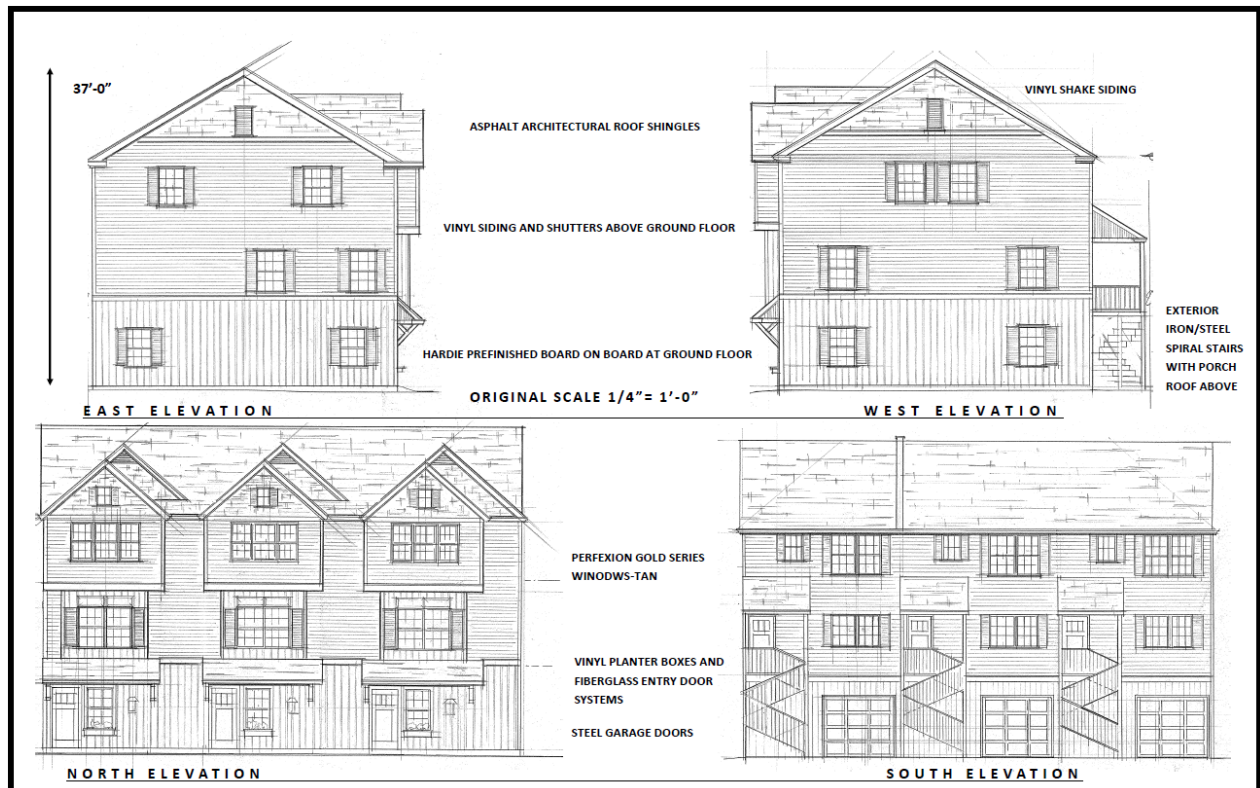 37'-0"
VINYL SHAKE SIDING
ASPHALT ARCHITECTURAL ROOF SHINGLES
VINYL SIDING AND SHUTTERS ABOVE GROUND FLOOR
EXTERIOR
IRON/STEEL
SPIRAL STAIRS
WITH PORCH
ROOF ABOVE
HARDIE PREFINISHED BOARD ON BOARD AT GROUND FLOOR
ORIGINAL SCALE 1/4"= 1'-0"
EAST ELEVATION
WEST ELEVATION
PERFEXION GOLD SERIES
WINODWS-TAN
VINYL PLANTER BOXES AND
FIBERGLASS ENTRY DOOR
SYSTEMS
STEEL GARAGE DOORS
NORTH ELEVATION
SOUTH ELEVATION